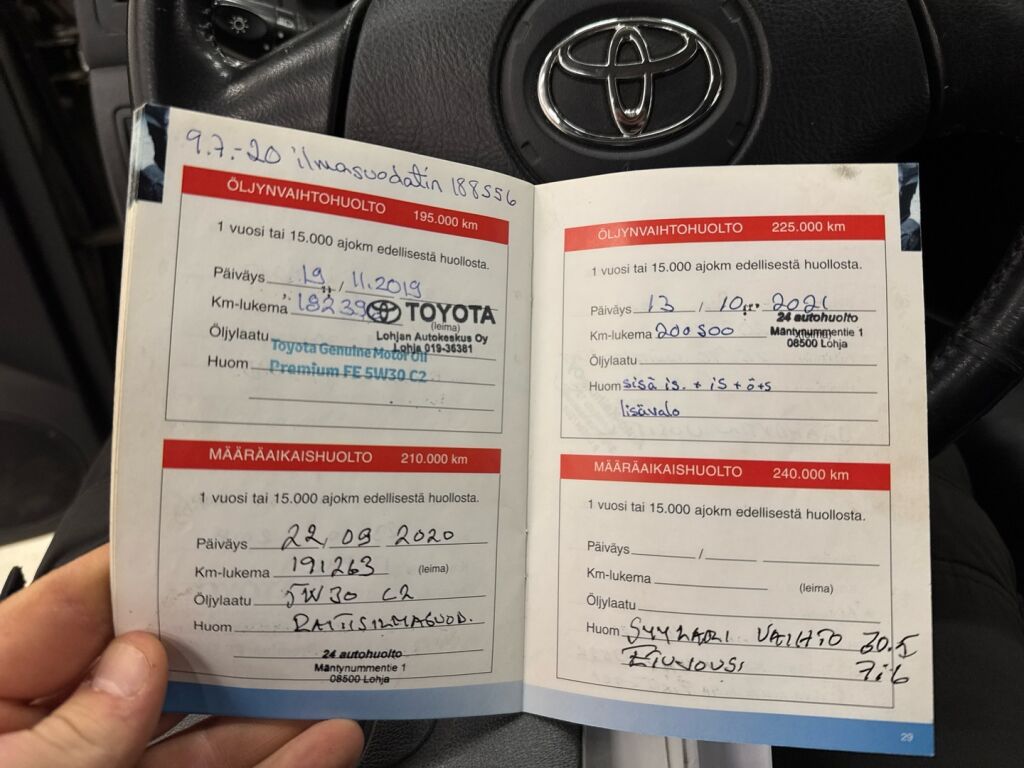 9.7.-20 ilmasuodatin 188556
ÖLJYNVAIHTOHUOLTO 195.000 km
1 vuosi tai 15.000 ajokm edellisestä huollosta.
Päiväys 19 / 11.2019
Km-lukema 18239
TOYOTA
(leima)
Lohjan Autokeskus Oy
Lohja 019-36381
Öljylaatu Toyota Genuine Motor Oil
Huom Premium FE 5W30 C2
MÄÄRÄAIKAISHUOLTO 210.000 km
1 vuosi tai 15.000 ajokm edellisestä huollosta.
Päiväys 22, 09 2020
Km-lukema 191263 (leima)
Öljylaatu 5W30 C2
Huom RAITISILMASUOD.
24 autohuolto
Mäntynummentie 1
08500 Lohja
ÖLJYNVAIHTOHUOLTO 225.000 km
1 vuosi tai 15.000 ajokm edellisestä huollosta.
Päiväys 13 / 10 2021
24 autohuolto
Km-lukema 200500
Mäntynummentie 1
08500 Lohja
Öljylaatu
Huom sisä is. + is + ö+s
lisävalo
MÄÄRÄAIKAISHUOLTO 240.000 km
1 vuosi tai 15.000 ajokm edellisestä huollosta.
Päiväys /
Km-lukema (leima)
Öljylaatu
Huom VAIHTO
29